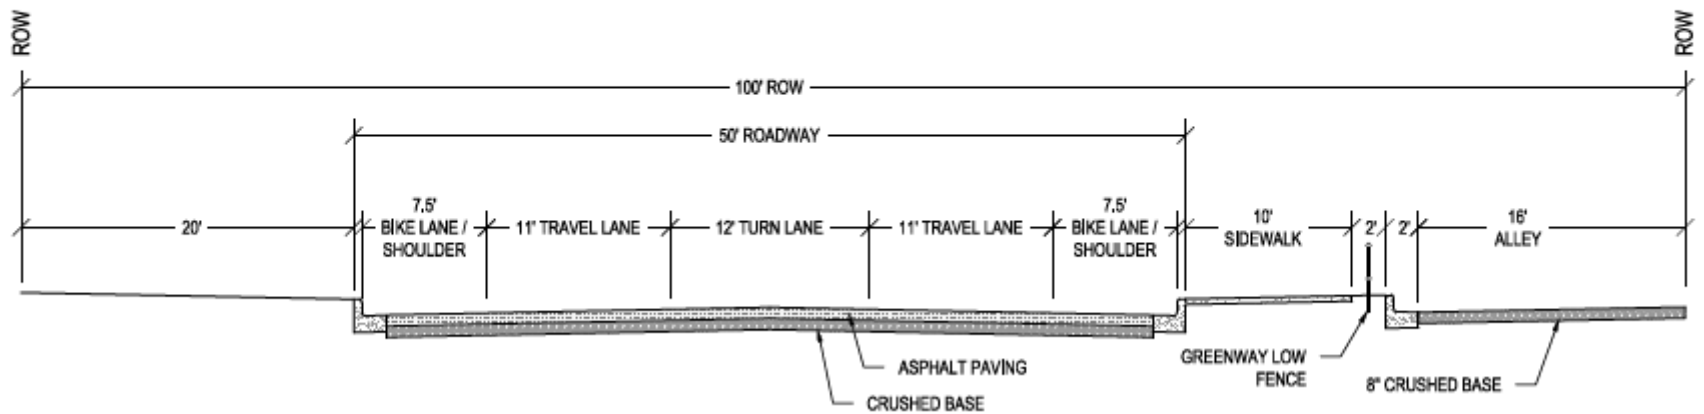 ROW
ROW
100' ROW
50' ROADWAY
20'
7.5'
BIKE LANE /
SHOULDER
11' TRAVEL LANE
12' TURN LANE
11' TRAVEL LANE
7.5'
BIKE LANE /
SHOULDER
10'
SIDEWALK
2'
2'
16'
ALLEY
ASPHALT PAVING
CRUSHED BASE
GREENWAY LOW
FENCE
8" CRUSHED BASE